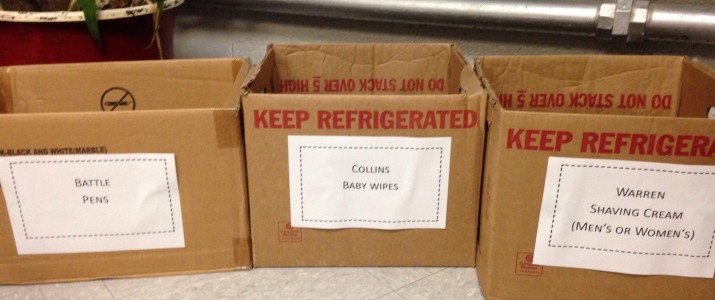 K-BLACK AND WHITE(MARBLE)
BATTLE
PENS
DO NOT STACK OVER 5 HIGH
KEEP REFRIGERATED
COLLINS
BABY WIPES
DO NOT STACK OVER 5 HI
KEEP REFRIGERA
WARREN
SHAVING CREAM
(MEN'S OR WOMEN'S)